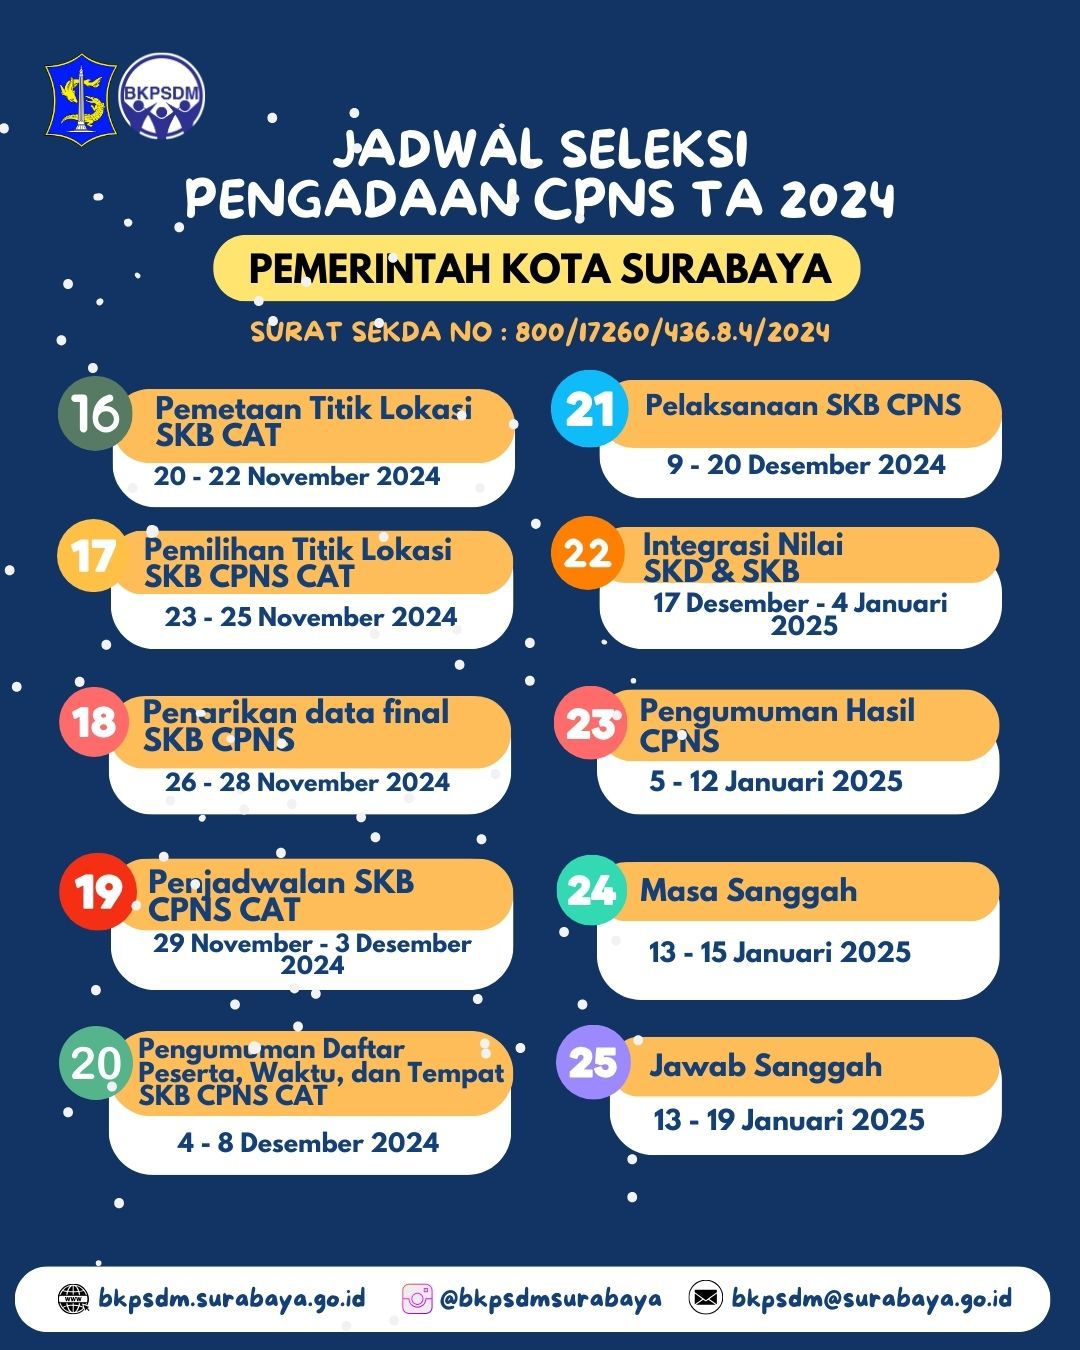 BKPSDM
JADWAL SELEKSI
PENGADAAN CPNS TA 2024
PEMERINTAH KOTA SURABAYA
SURAT SEKDA NO : 800/17260/436.8.4/2024
16
Pemetaan Titik Lokasi
SKB CAT
20 - 22 November 2024
17
Pemilihan Titik Lokasi
SKB CPNS CAT
23 - 25 November 2024
18
Penarikan data final
SKB CPNS
26 - 28 November 2024
19
Penjadwalan SKB
CPNS CAT
29 November - 3 Desember
2024
20
Pengumuman Daftar
Peserta, Waktu, dan Tempat
SKB CPNS CAT
4 - 8 Desember 2024
21
Pelaksanaan SKB CPNS
9 - 20 Desember 2024
22
Integrasi Nilai
SKD & SKB
17 Desember - 4 Januari
2025
23
Pengumuman Hasil
CPNS
5 - 12 Januari 2025
24
Masa Sanggah
13 - 15 Januari 2025
25
Jawab Sanggah
13 - 19 Januari 2025
www
bkpsdm.surabaya.go.id
@bkpsdmsurabaya
bkpsdm@surabaya.go.id